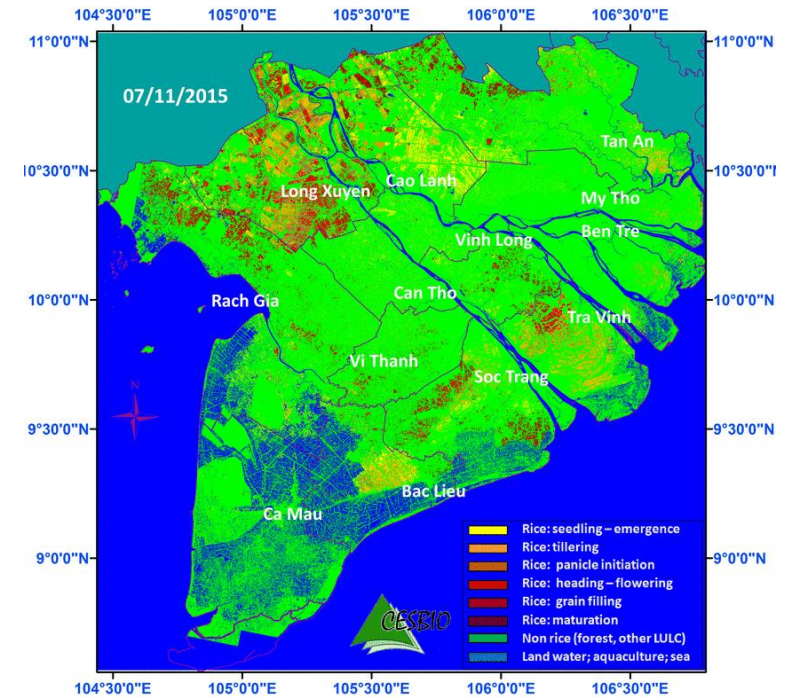 104°30'0"E 105°0'0"E 105°30'0"E 106°0'0"E 106°30'0"E
11°0'0"N 11°0'0"N
07/11/2015
Tan An
10°30'0"N 10°30'0"N
Cao Lanh
Long Xuyen
My Tho
Ben Tre
Vinh Long
Can Tho
10°0'0"N 10°0'0"N
Rach Gia
Tra Vinh
Vi Thanh
Soc Trang
N
9°30'0"N 9°30'0"N
Bac Lieu
Ca Mau
Rice: seedling – emergence
Rice: tillering
9°0'0"N 9°0'0"N
Rice: panicle initiation
Rice: heading – flowering
Rice: grain filling
Rice: maturation
Non rice (forest, other LULC)
Land water; aquaculture; sea
CESBIO
104°30'0"E 105°0'0"E 105°30'0"E 106°0'0"E 106°30'0"E